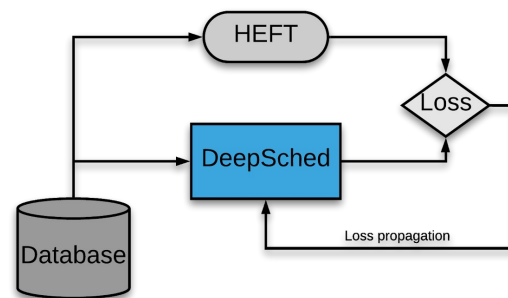 HEFT
Loss
DeepSched
Loss propagation
Database